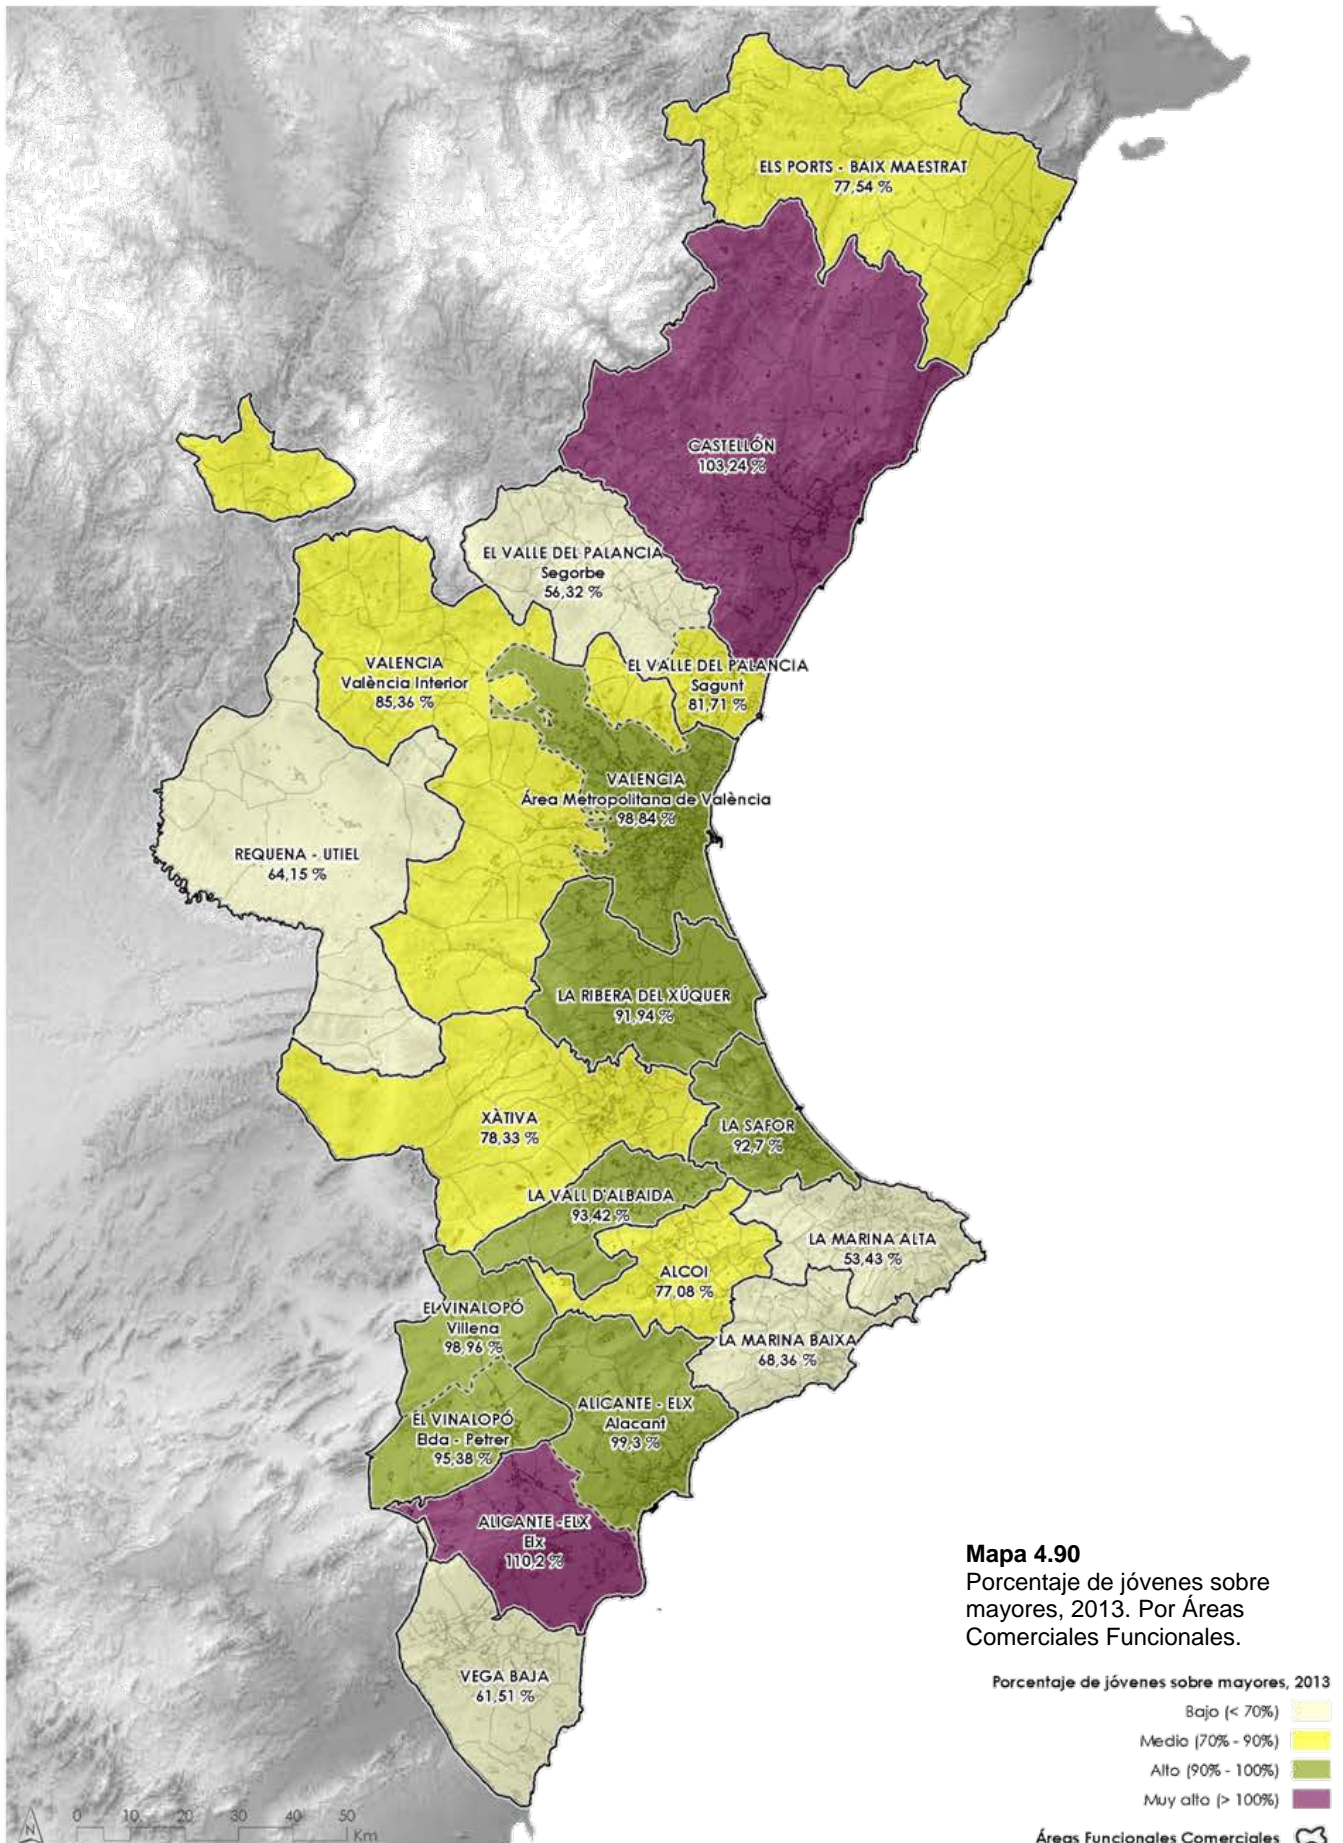 ELS PORTS - BAIX MAESTRAT
77,54 %
CASTELLÓN
103,24 %
EL VALLE DEL PALANCIA
Segorbe
56,32 %
EL VALLE DEL PALANCIA
Sagunt
81,71 %
VALENCIA
València Interior
85,36 %
VALENCIA
Área Metropolitana de València
98,84 %
REQUENA - UTIEL
64,15 %
LA RIBERA DEL XÚQUER
91,94 %
XÀTIVA
78,33 %
LA SAFOR
92,7 %
LA VALL D'ALBAIDA
93,42 %
LA MARINA ALTA
53,43 %
ALCOI
77,08 %
EL VINALOPÓ
Villena
98,96 %
LA MARINA BAIXA
68,36 %
ALICANTE - ELX
Alacant
99,3 %
EL VINALOPÓ
Elda - Petrer
95,38 %
ALICANTE -ELX
Elx
110,2 %
VEGA BAJA
61,51 %
Mapa 4.90
Porcentaje de jóvenes sobre
mayores, 2013. Por Áreas
Comerciales Funcionales.
Porcentaje de jóvenes sobre mayores, 2013
Bajo (< 70%)
Medio (70% - 90%)
Alto (90% - 100%)
Muy alto (> 100%)
Áreas Funcionales Comerciales
0 10 20 30 40 50
Km
N